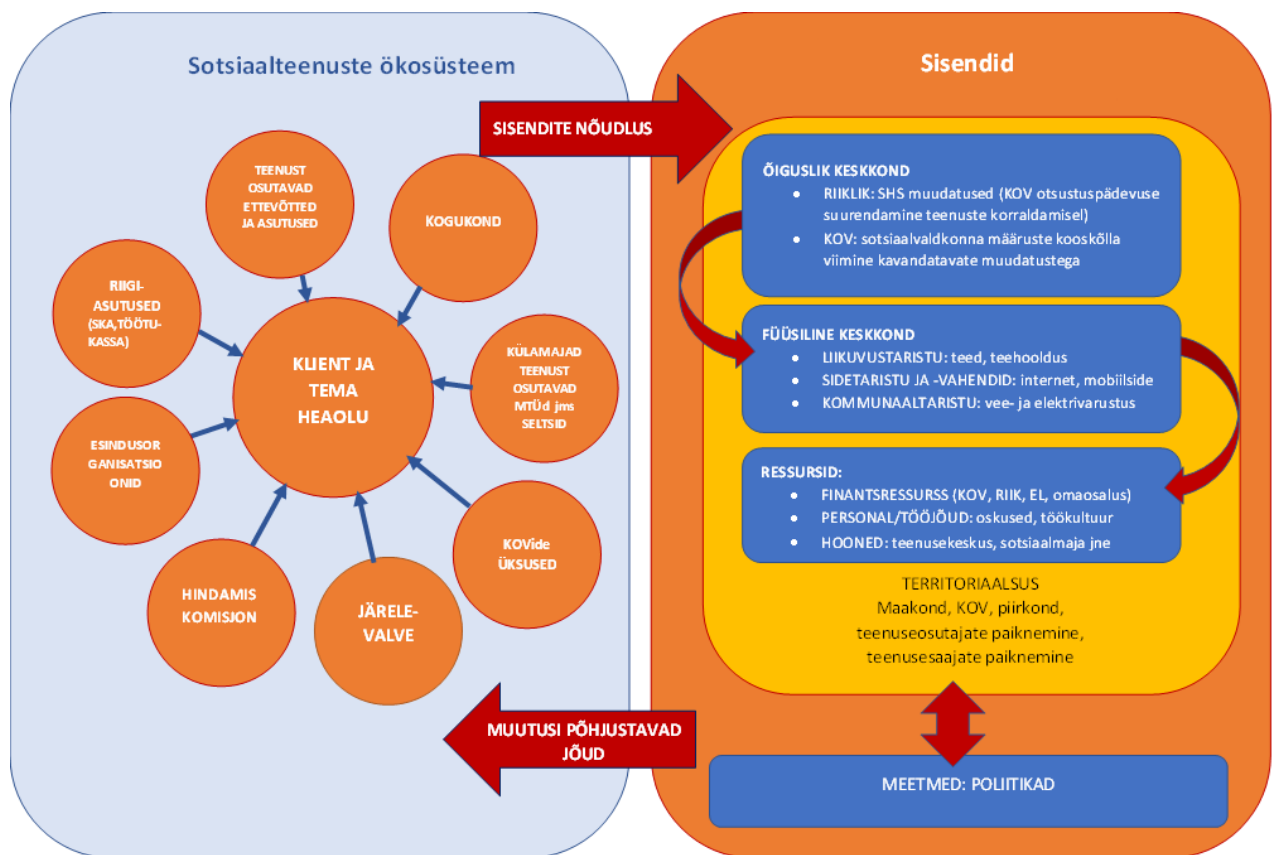 Sotsiaalteenuste ökosüsteem
TEENUST
OSUTAVAD
ETTEVÕTTED
JA ASUTUSED
KOGUKOND
RIIGI-
ASUTUSED
(SKA,TÖÖTU-
KASSA)
KLIENT JA
TEMA
HEAOLU
KÜLAMAJAD
TEENUST
OSUTAVAD
MTÜd jms
SELTSID
ESINDUSOR
GANISATSIO
ONID
KOVide
ÜKSUSED
HINDAMIS
KOMISJON
JÄRELE-
VALVE
SISENDITE NÕUDLUS
MUUTUSI PÕHJUSTAVAD
JÕUD
Sisendid
ÕIGUSLIK KESKKOND
• RIIKLIK: SHS muudatused (KOV otsustuspädevuse
suurendamine teenuste korraldamisel)
• KOV: sotsiaalvaldkonna määruste kooskõlla
viimine kavandatavate muudatustega
FÜÜSILINE KESKKOND
• LIIKUVUSTARISTU: teed, teehooldus
• SIDETARISTU JA -VAHENDID: internet, mobiilside
• KOMMUNAALTARISTU: vee- ja elektrivarustus
RESSURSID:
• FINANTSRESSURSS (KOV, RIIK, EL, omaosalus)
• PERSONAL/TÖÖJÕUD: oskused, töökultuur
• HOONED: teenusekeskus, sotsiaalmaja jne
TERRITORIAALSUS
Maakond, KOV, piirkond,
teenuseosutajate paiknemine,
teenusesaajate paiknemine
MEETMED: POLIITIKAD